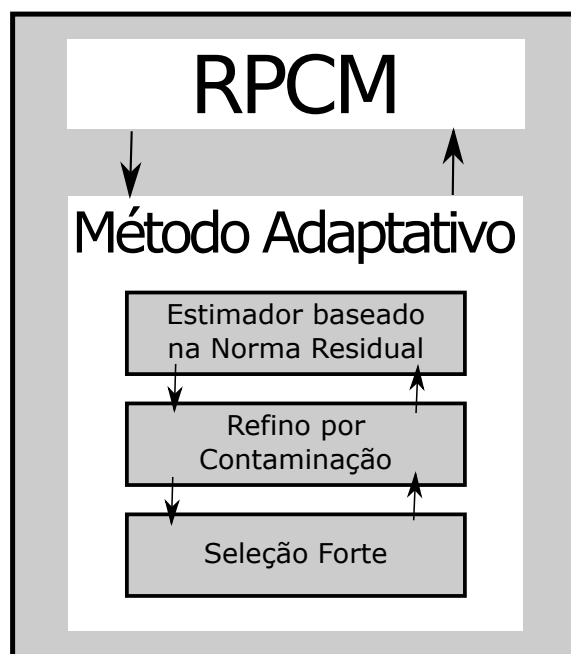 RPCM
Método Adaptativo
Estimador baseado
na Norma Residual
Refino por
Contaminação
Seleção Forte